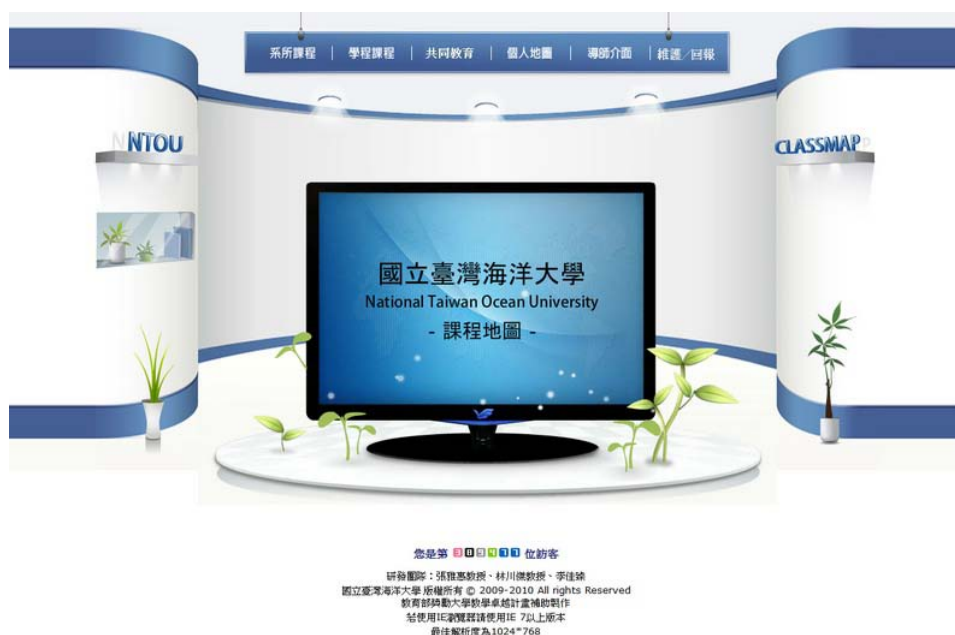 系所課程 | 學程課程 | 共同教育 | 個人地圖 | 導師介面 | 維護/回報
NTOU
CLASSMAP
國立臺灣海洋大學
National Taiwan Ocean University
- 課程地圖 -
您是第 389477 位訪客
研發團隊:張雅惠教授、林川傑教授、李佳臻
國立臺灣海洋大學 版權所有 © 2009-2010 All rights Reserved
教育部獎勵大學教學卓越計畫補助製作
若使用IE瀏覽器請使用IE 7以上版本
最佳解析度為1024*768